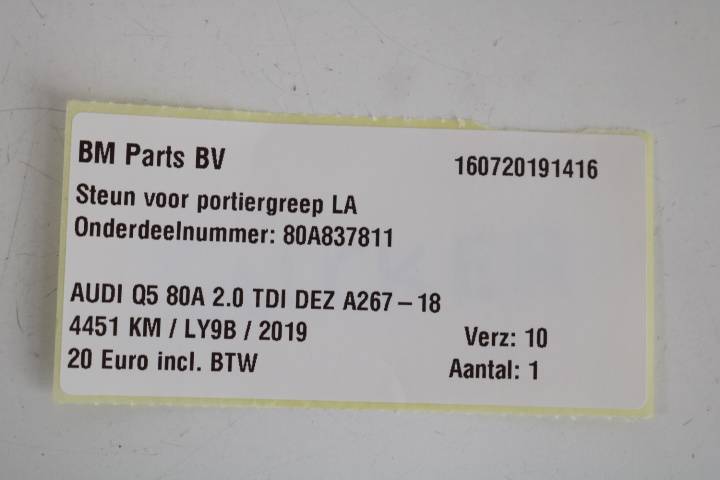 BM Parts BV 160720191416
Steun voor portiergreep LA
Onderdeelnummer: 80A837811
AUDI Q5 80A 2.0 TDI DEZ A267-18
4451 KM / LY9B / 2019 Verz: 10
20 Euro incl. BTW Aantal: 1